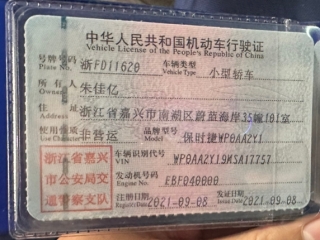 中华人民共和国机动车行驶证
Vehicle License of the People's Republic of China
号牌号码 浙FD11620 车辆类型 小型轿车
Plate No. Vehicle Type
所有人 朱佳亿
住址 浙江省嘉兴市南湖区蔚蓝海岸35幢101室
使用性质 非营运 品牌型号 保时捷WP0AA2Y1
浙江省嘉兴市公安局交通警察支队
车辆识别代号 WP0AA2Y19KSA17757
VIN
发动机号码 EBF040000
Engine No.
注册日期 2021-09-08 发证日期 2021-09-08
Register Date Issue Date